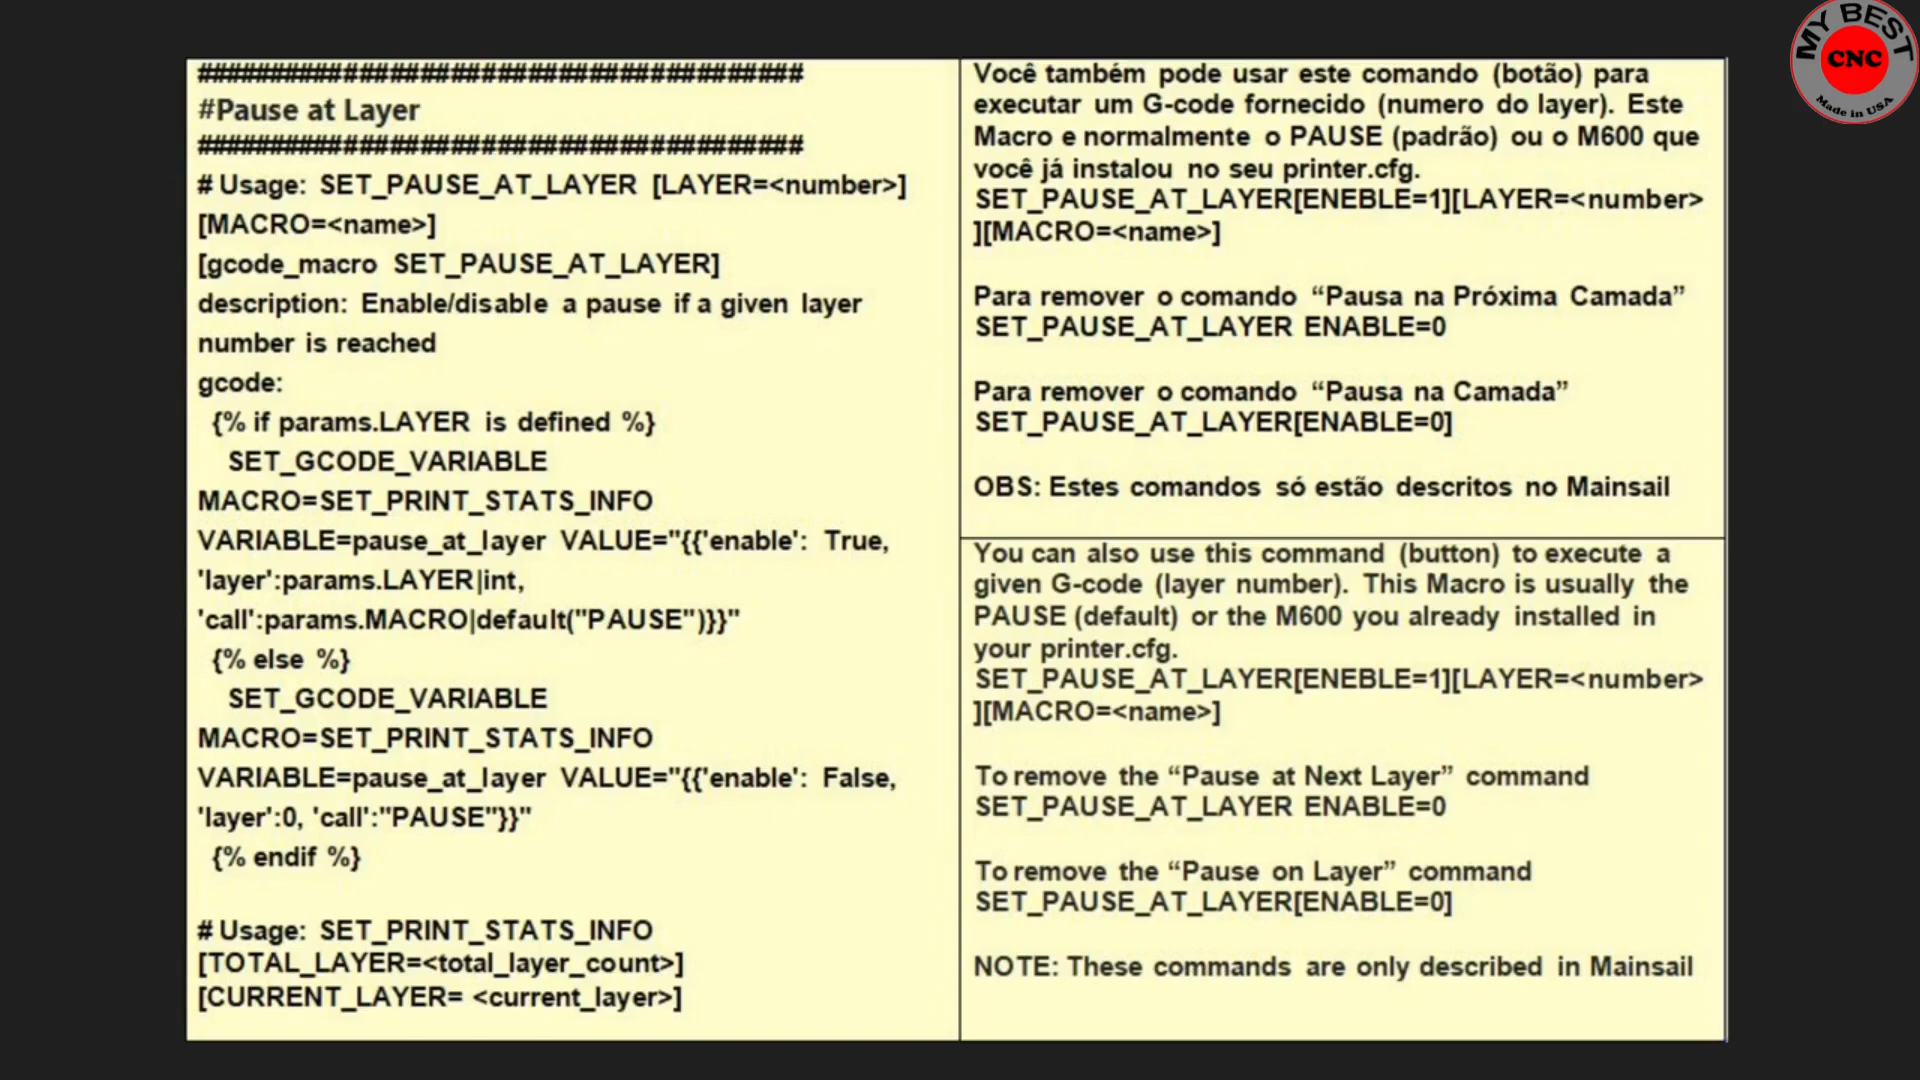 ########################################
#Pause at Layer
########################################
# Usage: SET_PAUSE_AT_LAYER [LAYER=<number>]
[MACRO=<name>]
[gcode_macro SET_PAUSE_AT_LAYER]
description: Enable/disable a pause if a given layer
number is reached
gcode:
{% if params.LAYER is defined %}
SET_GCODE_VARIABLE
MACRO=SET_PRINT_STATS_INFO
VARIABLE=pause_at_layer VALUE="{{'enable': True,
'layer':params.LAYER|int,
'call':params.MACRO|default("PAUSE")}}"
{% else %}
SET_GCODE_VARIABLE
MACRO=SET_PRINT_STATS_INFO
VARIABLE=pause_at_layer VALUE="{{'enable': False,
'layer':0, 'call':"PAUSE"}}"
{% endif %}
# Usage: SET_PRINT_STATS_INFO
[TOTAL_LAYER=<total_layer_count>]
[CURRENT_LAYER= <current_layer>]
Você também pode usar este comando (botão) para
executar um G-code fornecido (numero do layer). Este
Macro e normalmente o PAUSE (padrão) ou o M600 que
você já instalou no seu printer.cfg.
SET_PAUSE_AT_LAYER[ENEBLE=1][LAYER=<number>
][MACRO=<name>]
Para remover o comando “Pausa na Próxima Camada”
SET_PAUSE_AT_LAYER ENABLE=0
Para remover o comando “Pausa na Camada”
SET_PAUSE_AT_LAYER[ENABLE=0]
OBS: Estes comandos só estão descritos no Mainsail
You can also use this command (button) to execute a
given G-code (layer number). This Macro is usually the
PAUSE (default) or the M600 you already installed in
your printer.cfg.
SET_PAUSE_AT_LAYER[ENEBLE=1][LAYER=<number>
][MACRO=<name>]
To remove the “Pause at Next Layer” command
SET_PAUSE_AT_LAYER ENABLE=0
To remove the “Pause on Layer” command
SET_PAUSE_AT_LAYER[ENABLE=0]
NOTE: These commands are only described in Mainsail
MY BEST
CNC
Made in USA